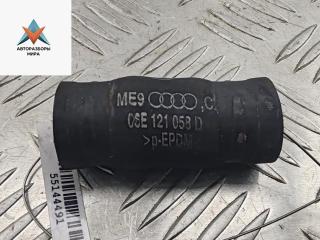 АВТОРАЗБОРЫ
МИРА
ME9 .C.
06E 121 058 D
>p-EPDM
55144491